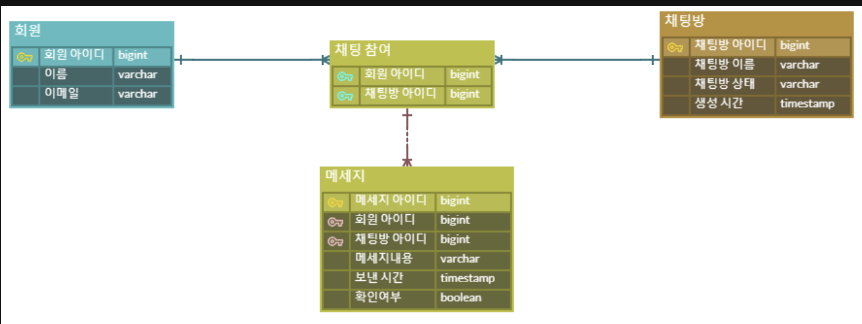 회원
회원 아이디 bigint
이름 varchar
이메일 varchar
채팅 참여
회원 아이디 bigint
채팅방 아이디 bigint
채팅방
채팅방 아이디 bigint
채팅방 이름 varchar
채팅방 상태 varchar
생성 시간 timestamp
메세지
메세지 아이디 bigint
회원 아이디 bigint
채팅방 아이디 bigint
메세지내용 varchar
보낸 시간 timestamp
확인여부 boolean